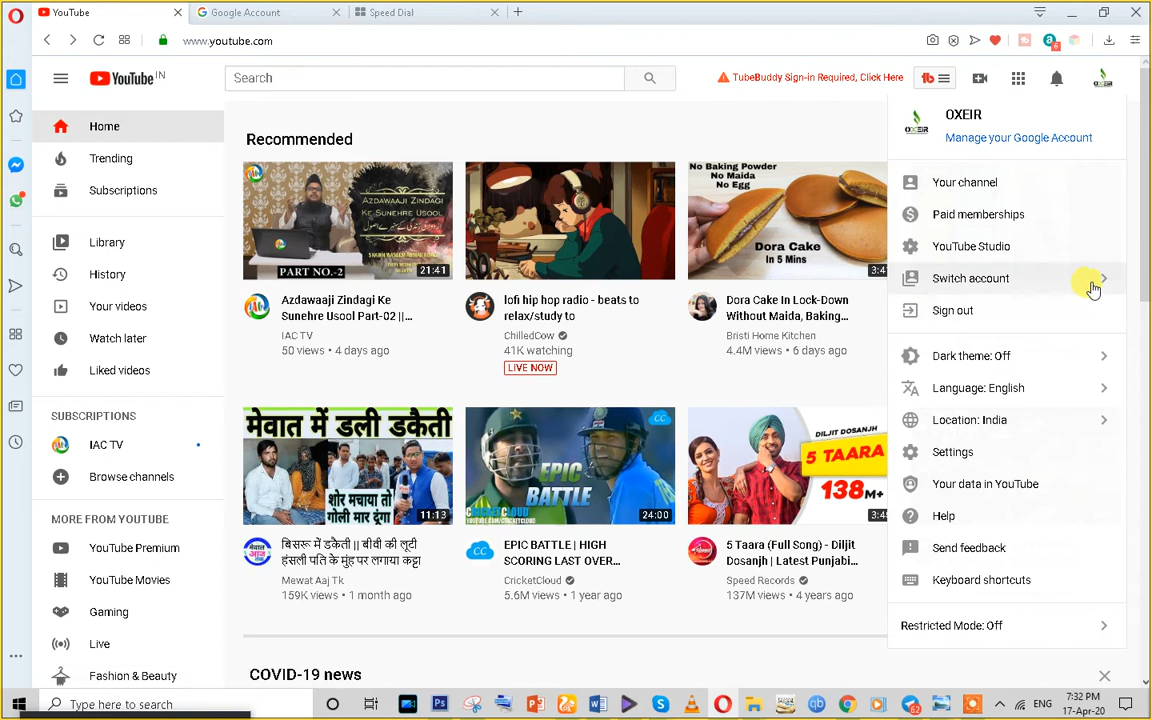 YouTube
Google Account
Speed Dial
www.youtube.com
6
YouTube IN
Search
TubeBuddy Sign-in Required, Click Here
tb
OXEIR
OXEIR
Manage your Google Account
Home
Trending
Subscriptions
Library
History
Your videos
Watch later
Liked videos
SUBSCRIPTIONS
IAC TV
Browse channels
MORE FROM YOUTUBE
YouTube Premium
YouTube Movies
Gaming
Live
Fashion & Beauty
Recommended
AZDAWAAJI ZINDAGI
KE SUNEHRE USOOL
PART NO.-2
21:41
Azdawaaji Zindagi Ke
Sunehre Usool Part-02 ||...
IAC TV
50 views • 4 days ago
lofi hip hop radio - beats to
relax/study to
ChilledCow
41K watching
LIVE NOW
No Baking Powder
No Maida
No Egg
Dora Cake
In 5 Mins
3:4
Dora Cake In Lock-Down
Without Maida, Baking...
Bristi Home Kitchen
4.4M views • 6 days ago
मेवात में डली डकैती
शोर मचाया तो
गोली मार दूंगा
11:13
बिसरू में डकैती || बीवी की लूटी
हंसली पति के मुंह पर लगाया कट्टा
Mewat Aaj Tk
159K views • 1 month ago
CC
EPIC
BATTLE
24:00
EPIC BATTLE | HIGH
SCORING LAST OVER...
CricketCloud
5.6M views • 1 year ago
DILJIT
DOSANJH
5 TAARA
138M+
3:4
5 Taara (Full Song) - Diljit
Dosanjh | Latest Punjabi...
Speed Records
137M views • 4 years ago
COVID-19 news
Your channel
Paid memberships
YouTube Studio
Switch account
Sign out
Dark theme: Off
Language: English
Location: India
Settings
Your data in YouTube
Help
Send feedback
Keyboard shortcuts
Restricted Mode: Off
Type here to search
62
ENG
7:32 PM
17-Apr-20